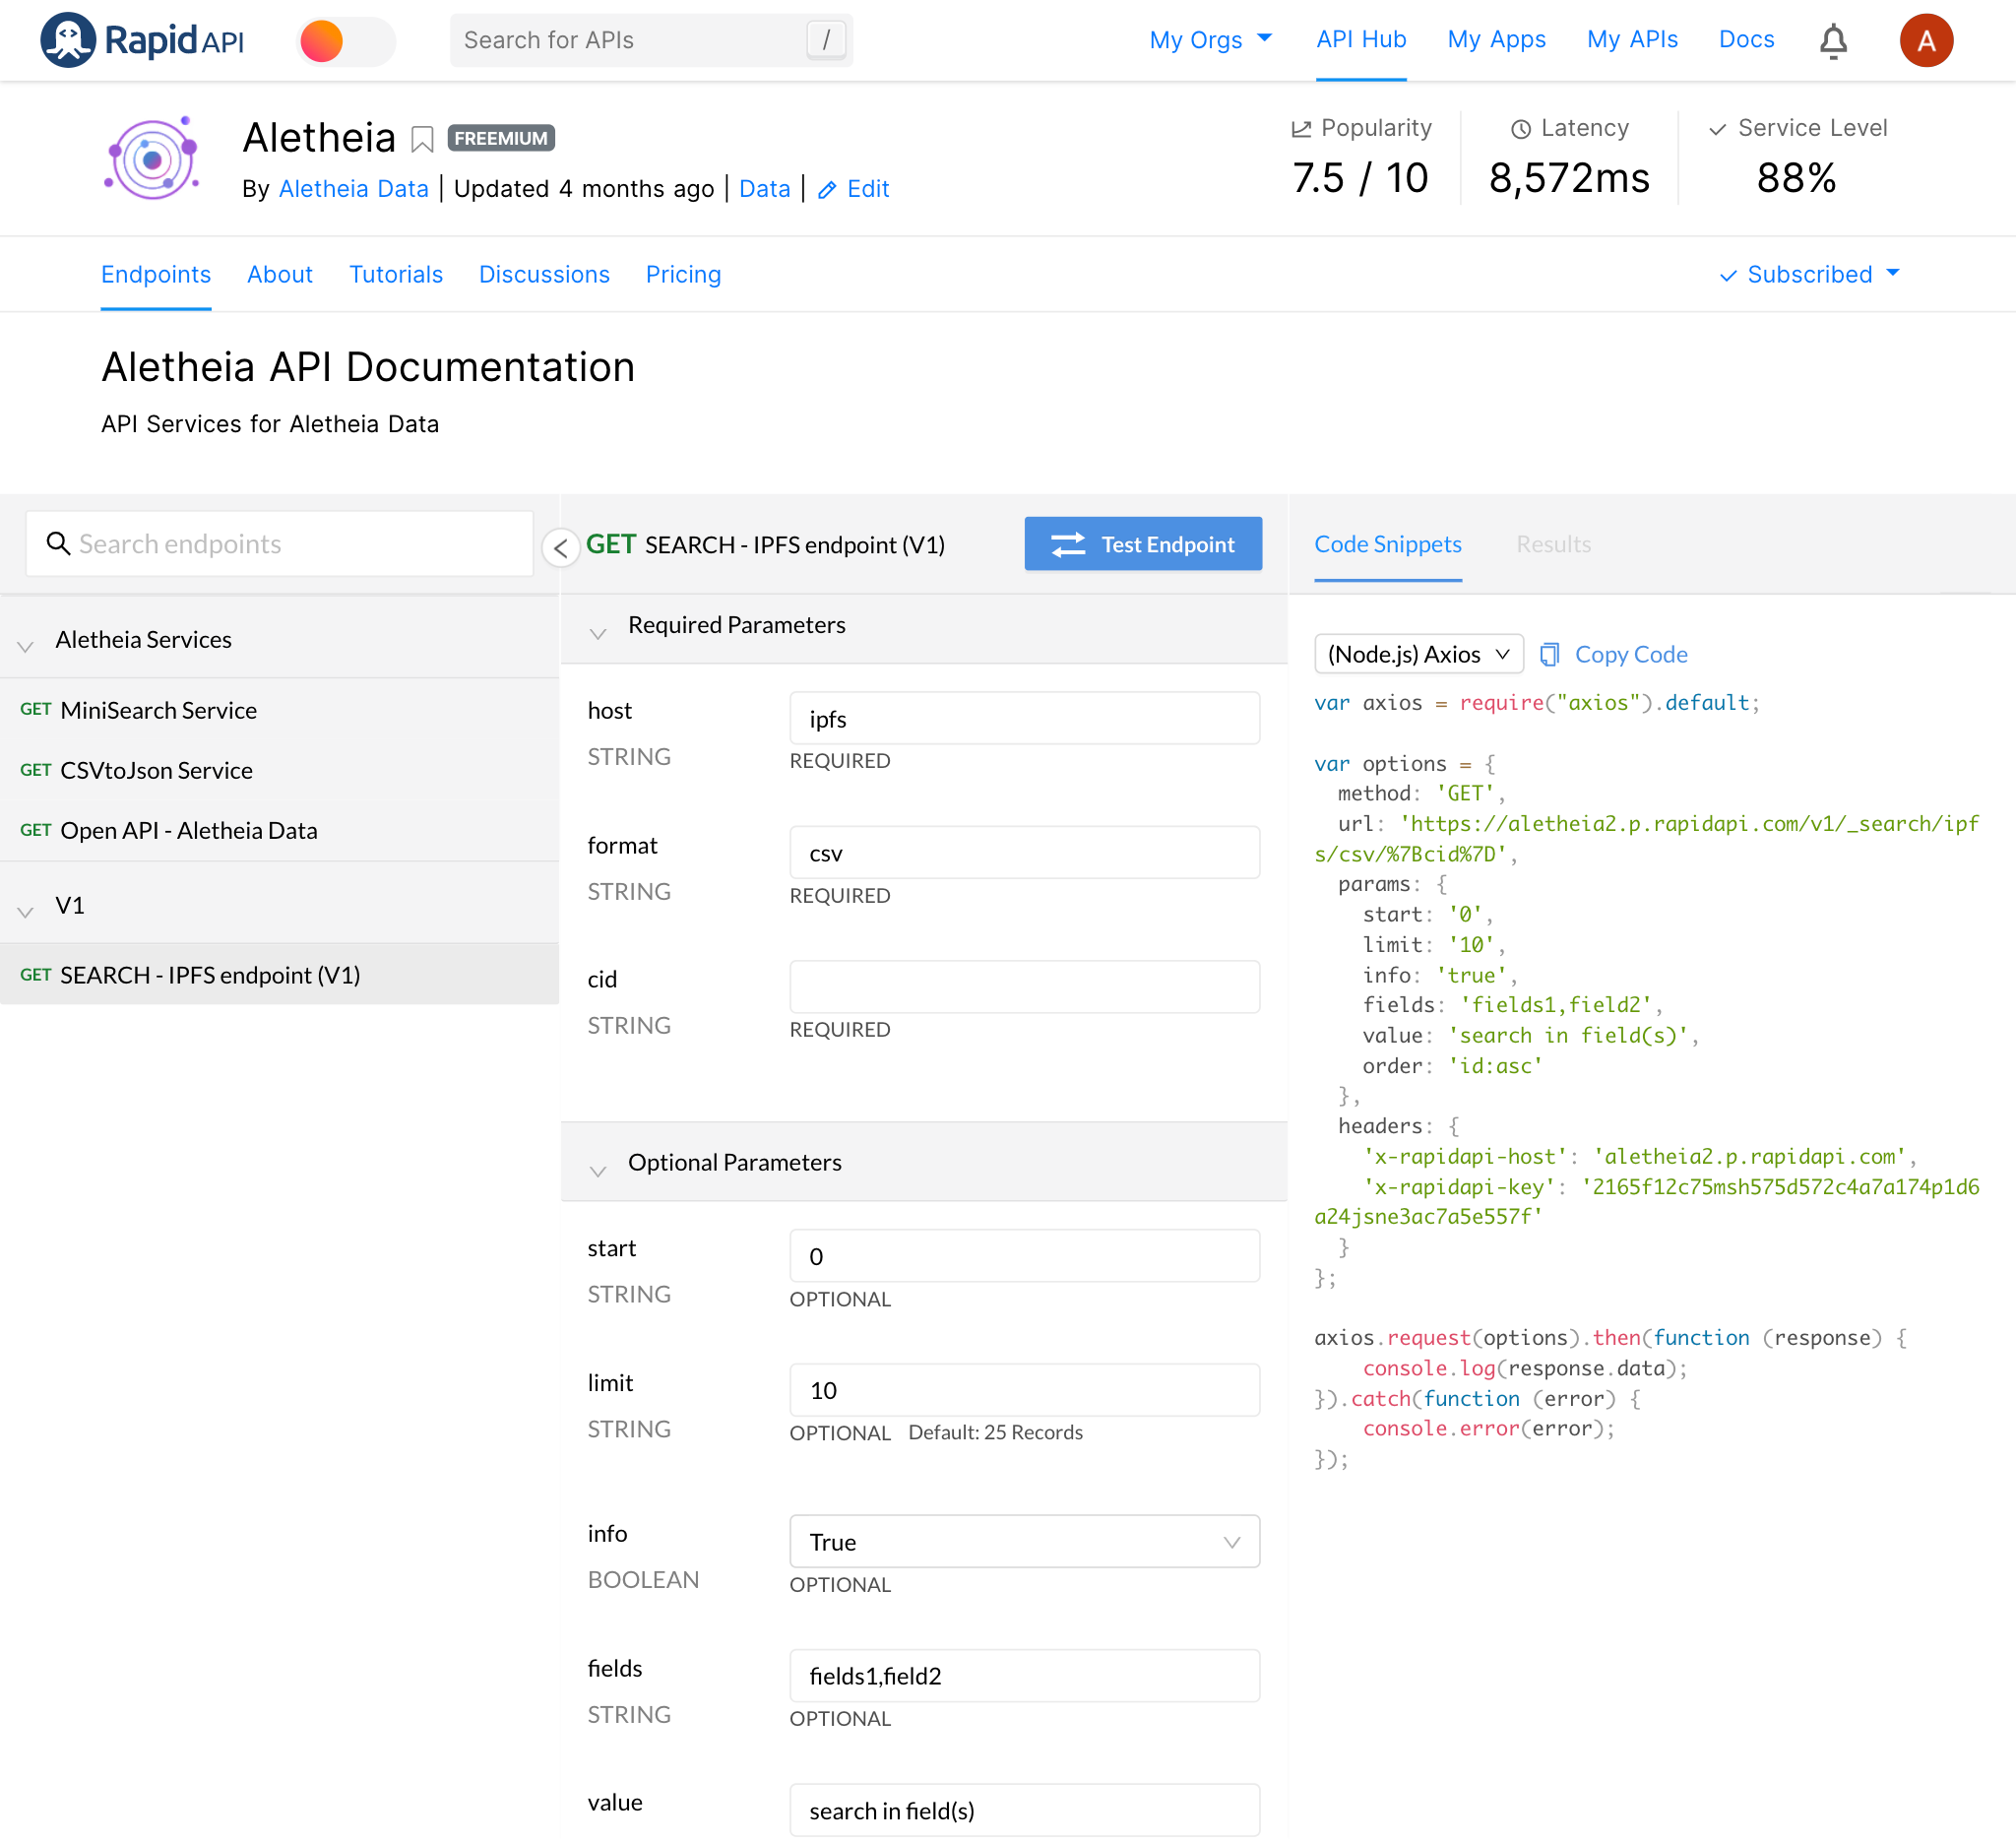 Rapid API
Search for APIs
/
My Orgs
API Hub
My Apps
My APIs
Docs
A
Aletheia
FREEMIUM
By Aletheia Data | Updated 4 months ago | Data | Edit
Popularity
7.5 / 10
Latency
8,572ms
Service Level
88%
Endpoints
About
Tutorials
Discussions
Pricing
Subscribed
Aletheia API Documentation
API Services for Aletheia Data
Search endpoints
Aletheia Services
GET MiniSearch Service
GET CSVtoJson Service
GET Open API - Aletheia Data
V1
GET SEARCH - IPFS endpoint (V1)
GET SEARCH - IPFS endpoint (V1)
Test Endpoint
Required Parameters
host
ipfs
STRING
REQUIRED
format
csv
STRING
REQUIRED
cid
STRING
REQUIRED
Optional Parameters
start
0
STRING
OPTIONAL
limit
10
STRING
OPTIONAL Default: 25 Records
info
True
BOOLEAN
OPTIONAL
fields
fields1,field2
STRING
OPTIONAL
value
search in field(s)
Code Snippets
Results
(Node.js) Axios
Copy Code
var axios = require("axios").default;
var options = {
method: 'GET',
url: 'https://aletheia2.p.rapidapi.com/v1/_search/ipf
s/csv/%7Bcid%7D',
params: {
start: '0',
limit: '10',
info: 'true',
fields: 'fields1,field2',
value: 'search in field(s)',
order: 'id:asc'
},
headers: {
'x-rapidapi-host': 'aletheia2.p.rapidapi.com',
'x-rapidapi-key': '2165f12c75msh575d572c4a7a174p1d6
a24jsne3ac7a5e557f'
}
};
axios.request(options).then(function (response) {
console.log(response.data);
}).catch(function (error) {
console.error(error);
});